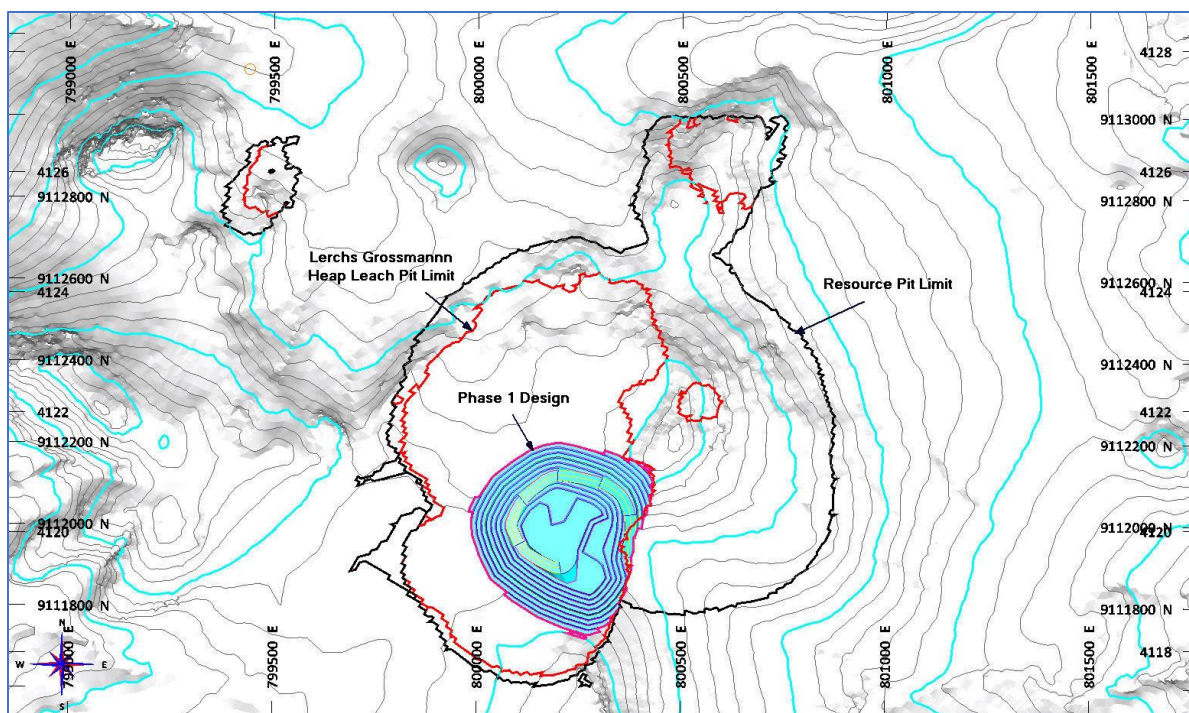 799000 E
799500 E
800000 E
800500 E
801000 E
801500 E
4128
9113000 N
9113000 N
4126
4126
9112800 N
9112800 N
Lerchs Grossmannn
Heap Leach Pit Limit
Resource Pit Limit
9112600 N
9112600 N
4124
4124
9112400 N
9112400 N
Phase 1 Design
4122
4122
9112200 N
9112200 N
9112000 N
9112000 N
4120
4120
9111800 N
9111800 N
N
W
E
S
4118
799500 E
800000 E
800500 E
801000 E
801500 E